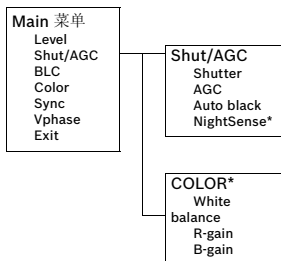 Main 菜单
Level
Shut/AGC
BLC
Color
Sync
Vphase
Exit
Shut/AGC
Shutter
AGC
Auto black
NightSense*
COLOR*
White
balance
R-gain
B-gain